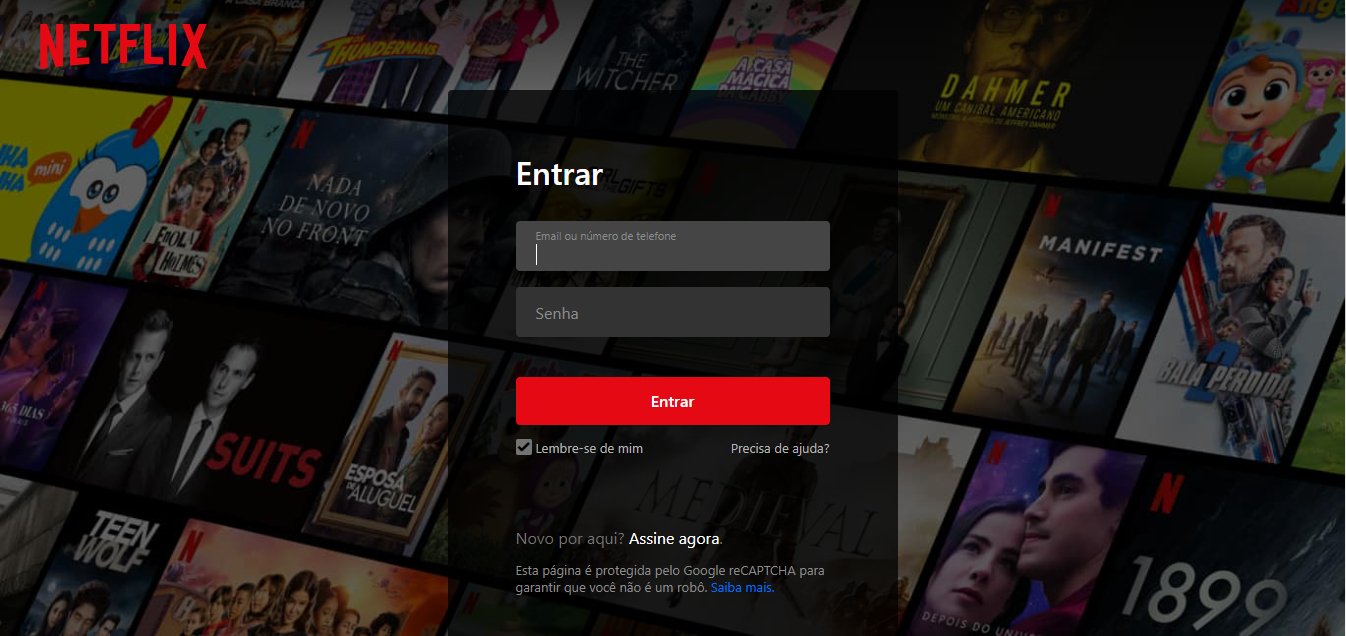 NETFLIX
OS
THUNDERMANS
THE
WITCHER
A CASA
MÁGICA
DA GABBY
DAHMER
UM CANIBAL AMERICANO
mini
ENOLA
HOLMES
NADA
DE NOVO
NO FRONT
MANIFEST
BALA PERDIDA
2
365 DIAS
SUITS
ESPOSA
DE ALUGUEL
TEEN
WOLF
MEDIEVAL
DEPOIS DO
1899
Entrar
Email ou número de telefone
Senha
Entrar
Lembre-se de mim
Precisa de ajuda?
Novo por aqui? Assine agora.
Esta página é protegida pelo Google reCAPTCHA para
garantir que você não é um robô. Saiba mais.